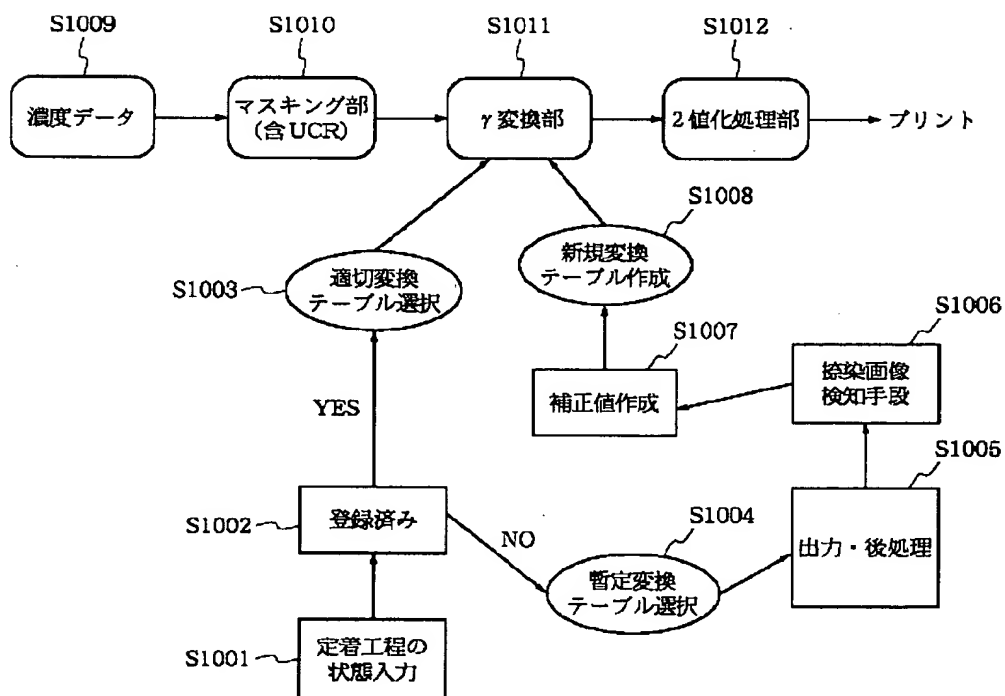 S1009
S1010
S1011
S1012
濃度データ
マスキング部
(含UCR)
γ変換部
2値化処理部
プリント
S1008
新規変換
テーブル作成
S1003
適切変換
テーブル選択
S1006
捺染画像
検知手段
S1007
補正値作成
YES
S1005
出力・後処理
S1002
登録済み
NO
S1004
暫定変換
テーブル選択
S1001
定着工程の
状態入力